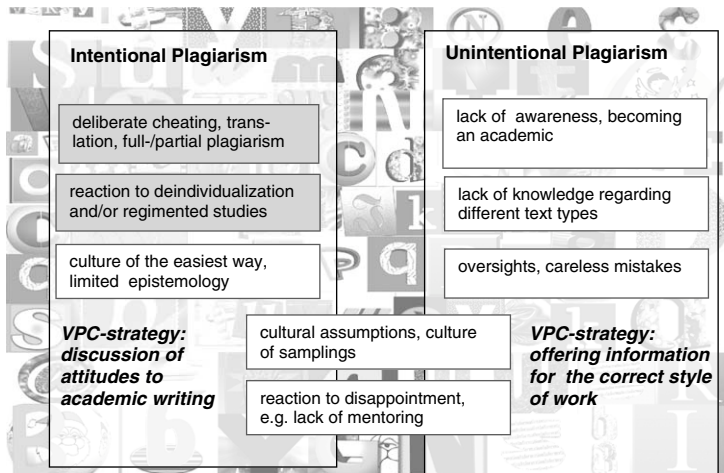 Intentional Plagiarism
deliberate cheating, trans-
lation, full-/partial plagiarism
reaction to deindividualization
and/or regimented studies
culture of the easiest way,
limited epistemology
VPC-strategy:
discussion of
attitudes to
academic writing
cultural assumptions, culture
of samplings
reaction to disappointment,
e.g. lack of mentoring
Unintentional Plagiarism
lack of awareness, becoming
an academic
lack of knowledge regarding
different text types
oversights, careless mistakes
VPC-strategy:
offering information
for the correct style
of work